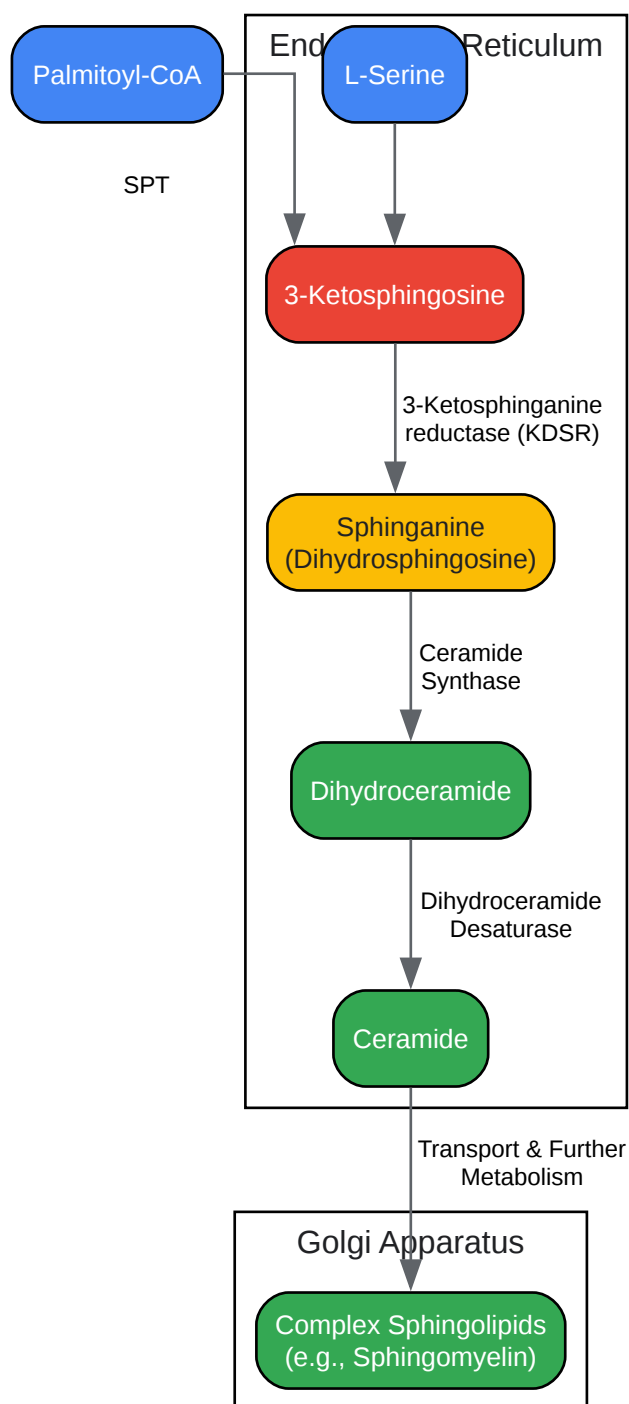 End Reticulum
Palmitoyl-CoA
L-Serine
SPT
3-Ketosphingosine
3-Ketosphinganine
reductase (KDSR)
Sphinganine
(Dihydrosphingosine)
Ceramide
Synthase
Dihydroceramide
Dihydroceramide
Desaturase
Ceramide
Transport & Further
Metabolism
Golgi Apparatus
Complex Sphingolipids
(e.g., Sphingomyelin)